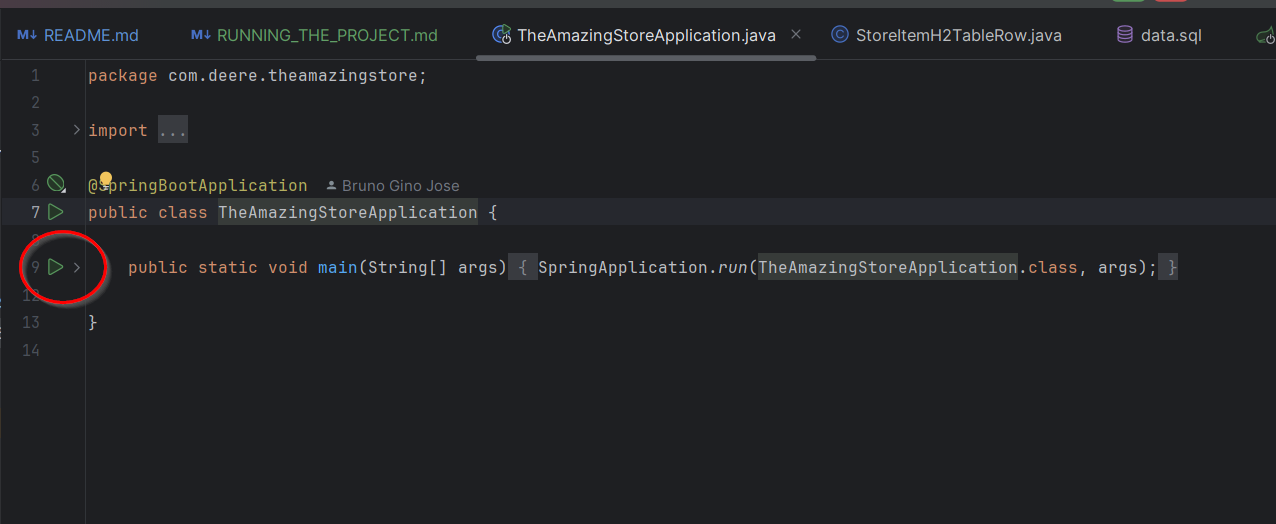 README.md RUNNING_THE_PROJECT.md TheAmazingStoreApplication.java StoreItemH2TableRow.java data.sql
1 package com.deere.theamazingstore;
2
3 import ...
5
6 @SpringBootApplication Bruno Gino Jose
7 public class TheAmazingStoreApplication {
8
9 public static void main(String[] args) { SpringApplication.run(TheAmazingStoreApplication.class, args); }
12
13 }
14